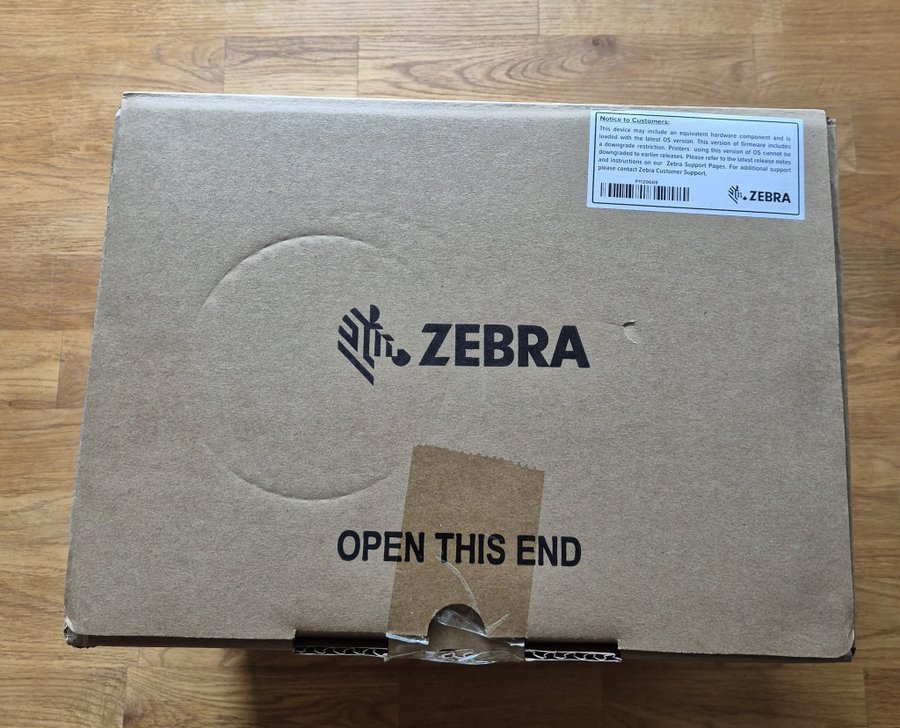 Notice to Customers:
This device may include an equivalent hardware component and is
loaded with the latest OS version. This version of firmware includes
a downgrade restriction. Printers using this version of OS cannot be
downgraded to earlier releases. Please refer to the latest release notes
and instructions on our Zebra Support Pages. For additional support
please contact Zebra Customer Support.
P1125669
ZEBRA
ZEBRA
OPEN THIS END